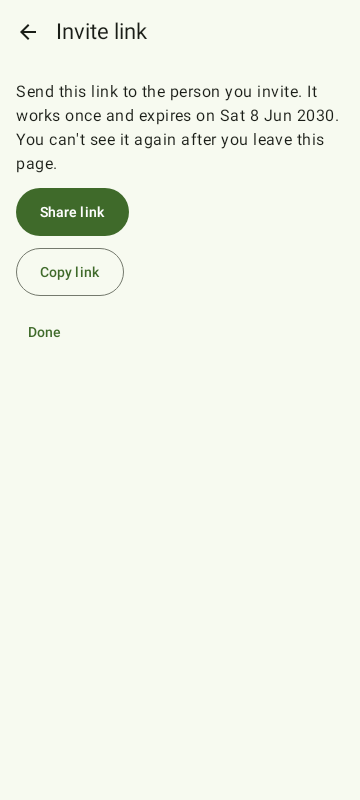 Invite link
Send this link to the person you invite. It
works once and expires on Sat 8 Jun 2030.
You can't see it again after you leave this
page.
Share link
Copy link
Done